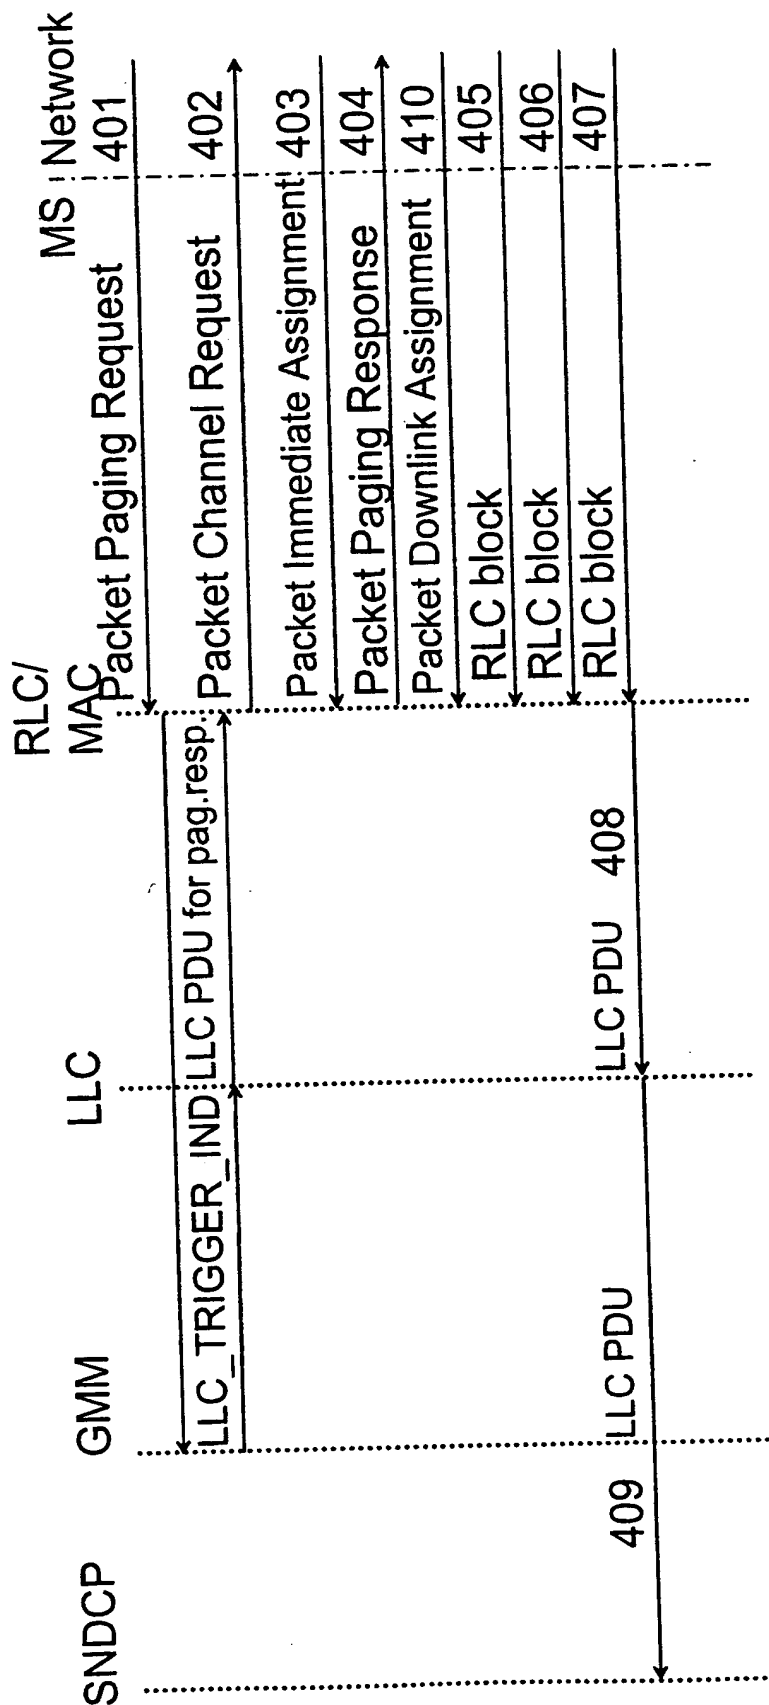 SNDCP
GMM
LLC
RLC/
MAC
MS Network
Packet Paging Request 401
LLC_TRIGGER_IND LLC PDU for pag.resp. Packet Channel Request 402
Packet Immediate Assignment 403
Packet Paging Response 404
Packet Downlink Assignment 410
RLC block 405
RLC block 406
RLC block 407
LLC PDU 408
409 LLC PDU